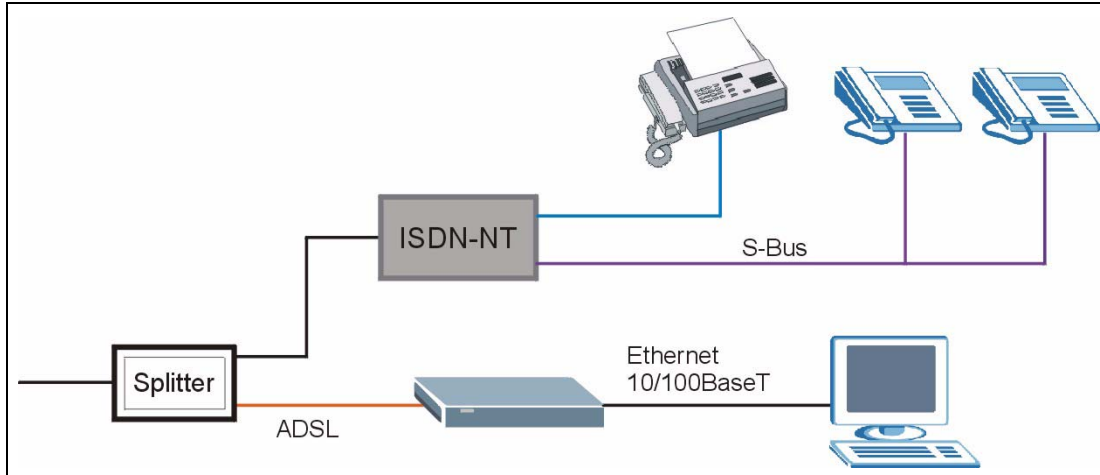 ISDN-NT
S-Bus
Splitter
ADSL
Ethernet
10/100BaseT